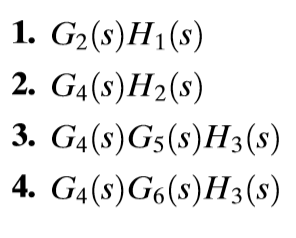 1. G₂(s)H₁(s)
2. G₄(s)H₂(s)
3. G₄(s)G₅(s)H₃(s)
4. G₄(s)G₆(s)H₃(s)